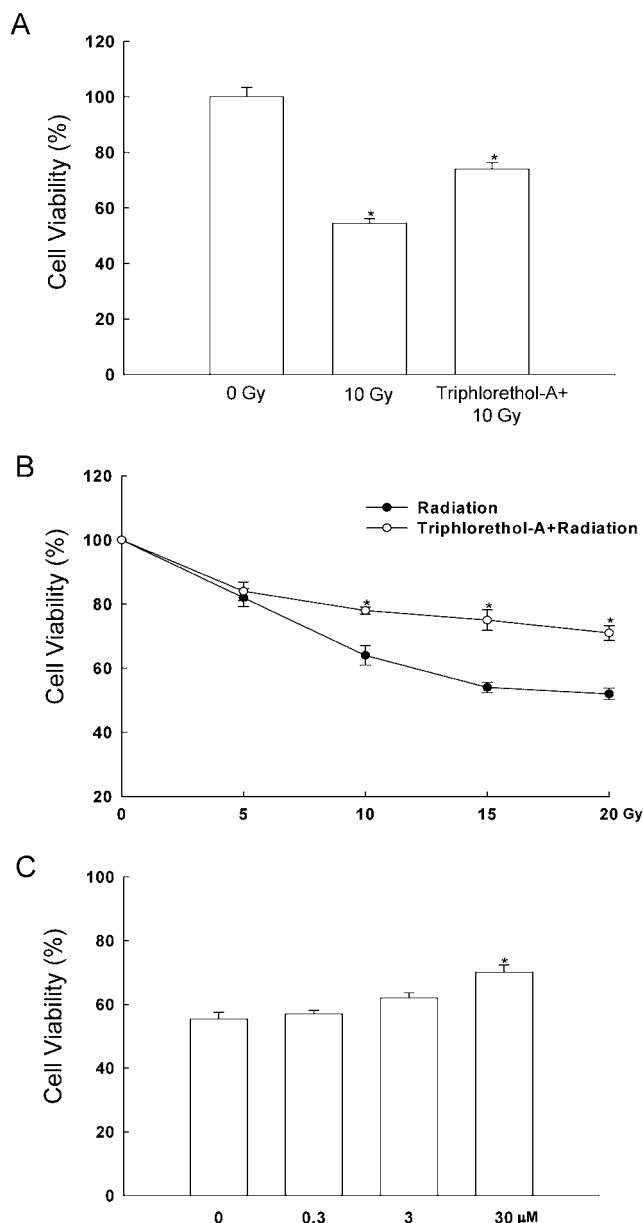 A
Cell Viability (%)
120
100
80
60
40
20
0
*
*
0 Gy
10 Gy
Triphlorethol-A+
10 Gy
B
Cell Viability (%)
120
100
80
60
40
20
Radiation
Triphlorethol-A+Radiation
*
*
*
0
5
10
15
20 Gy
C
Cell Viability (%)
100
80
60
40
20
0
*
0
0.3
3
30 µM